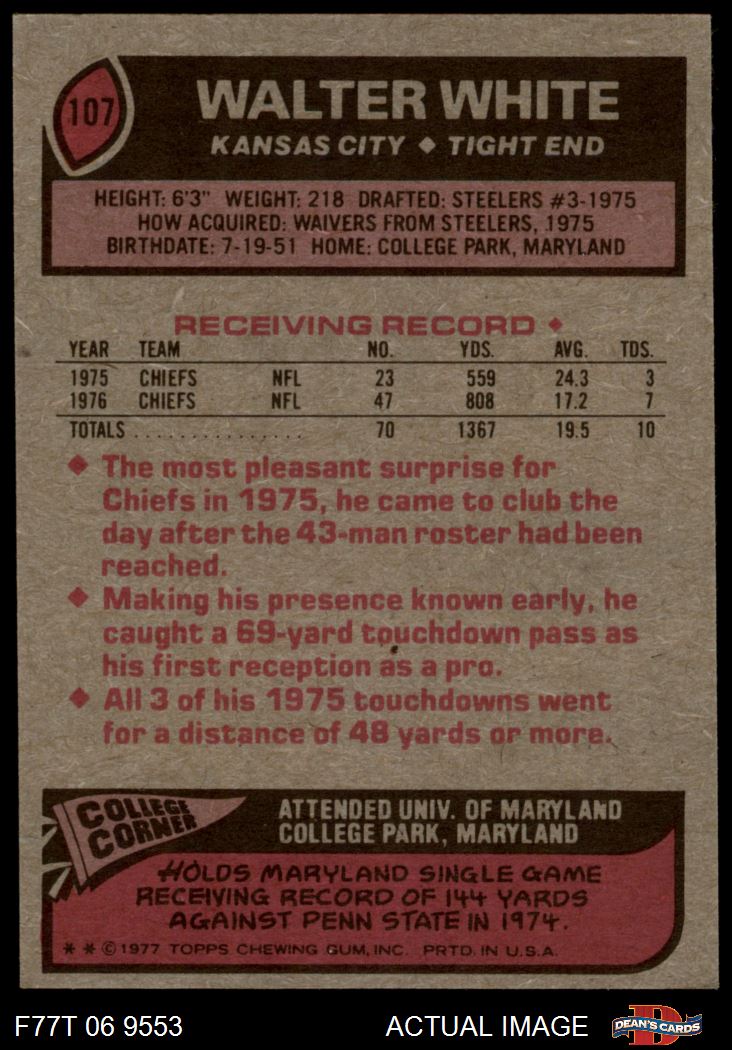 107
WALTER WHITE
KANSAS CITY ◆ TIGHT END
HEIGHT: 6'3" WEIGHT: 218 DRAFTED: STEELERS #3-1975
HOW ACQUIRED: WAIVERS FROM STEELERS, 1975
BIRTHDATE: 7-19-51 HOME: COLLEGE PARK, MARYLAND
RECEIVING RECORD ◆
YEAR TEAM NO. YDS. AVG. TDS.
1975 CHIEFS NFL 23 559 24.3 3
1976 CHIEFS NFL 47 808 17.2 7
TOTALS ................ 70 1367 19.5 10
◆ The most pleasant surprise for
Chiefs in 1975, he came to club the
day after the 43-man roster had been
reached.
◆ Making his presence known early, he
caught a 69-yard touchdown pass as
his first reception as a pro.
◆ All 3 of his 1975 touchdowns went
for a distance of 48 yards or more.
COLLEGE
CORNER
ATTENDED UNIV. OF MARYLAND
COLLEGE PARK, MARYLAND
HOLDS MARYLAND SINGLE GAME
RECEIVING RECORD OF 144 YARDS
AGAINST PENN STATE IN 1974.
* * © 1977 TOPPS CHEWING GUM, INC. PRTD. IN U.S.A.
F77T 06 9553 ACTUAL IMAGE
D
DEAN'S CARDS